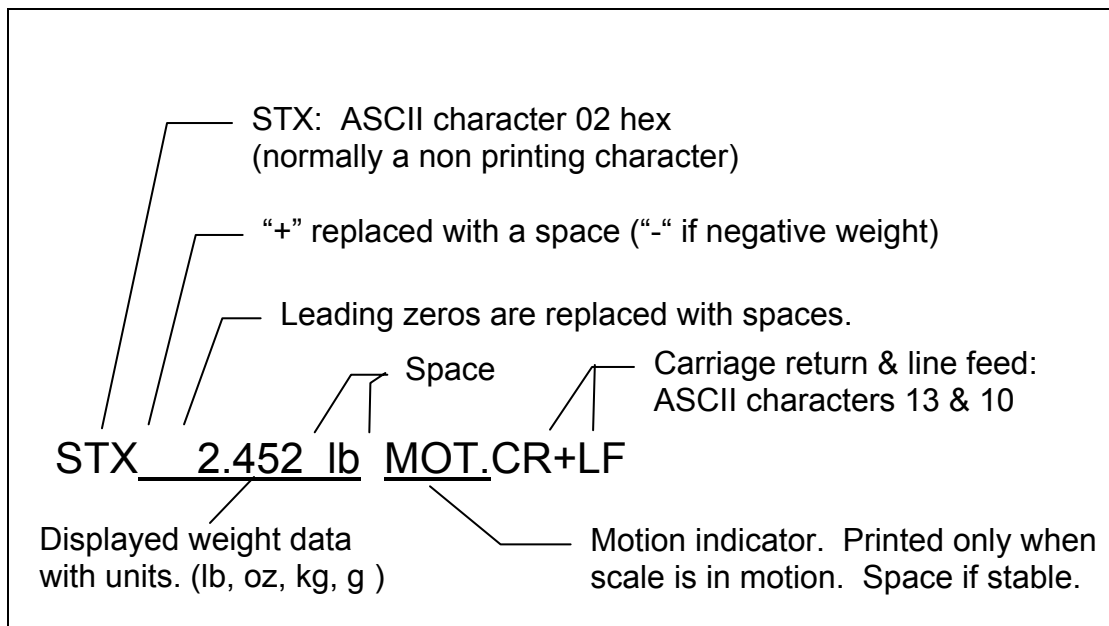 STX: ASCII character 02 hex
(normally a non printing character)
“+” replaced with a space (“-“ if negative weight)
Leading zeros are replaced with spaces.
Space
Carriage return & line feed:
ASCII characters 13 & 10
STX 2.452 lb MOT.CR+LF
Displayed weight data
with units. (lb, oz, kg, g )
Motion indicator. Printed only when
scale is in motion. Space if stable.